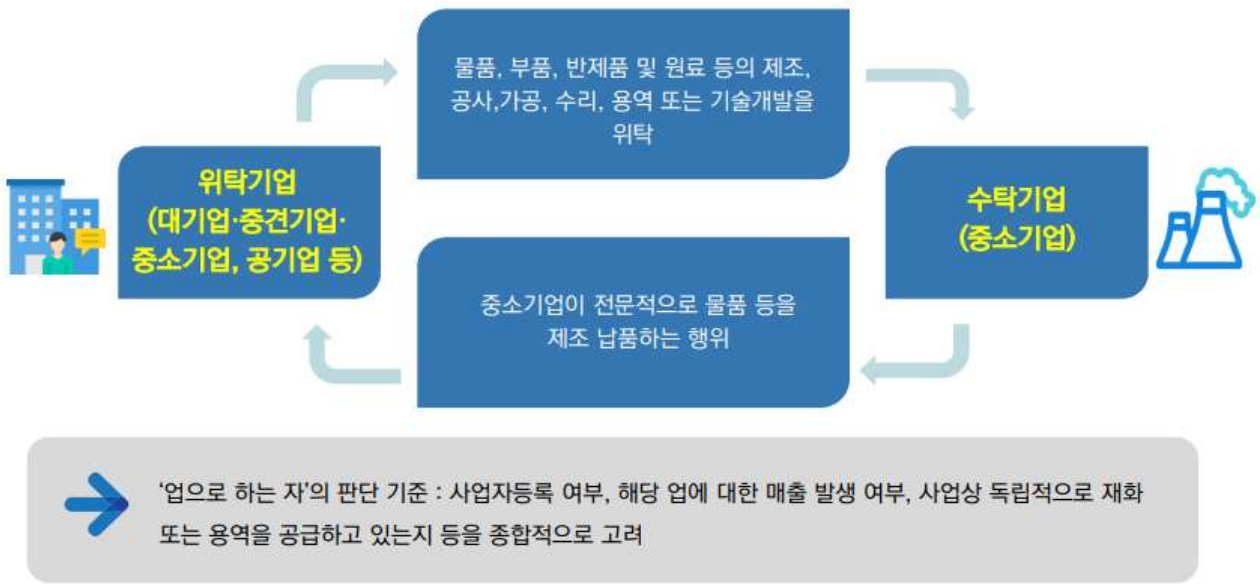 물품, 부품, 반제품 및 원료 등의 제조,
공사,가공, 수리, 용역 또는 기술개발을
위탁
위탁기업
(대기업·중견기업·
중소기업, 공기업 등)
수탁기업
(중소기업)
중소기업이 전문적으로 물품 등을
제조 납품하는 행위
‘업으로 하는 자’의 판단 기준 : 사업자등록 여부, 해당 업에 대한 매출 발생 여부, 사업상 독립적으로 재화
또는 용역을 공급하고 있는지 등을 종합적으로 고려